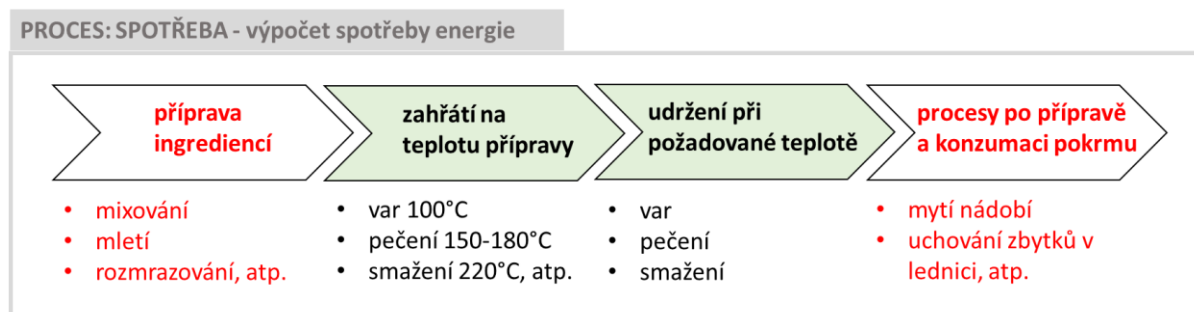 PROCES: SPOTŘEBA - výpočet spotřeby energie
příprava
ingrediencí
zahřátí na
teplotu přípravy
udržení při
požadované teplotě
procesy po přípravě
a konzumaci pokrmu
• mixování
• mletí
• rozmrazování, atp.
• var 100°C
• pečení 150-180°C
• smažení 220°C, atp.
• var
• pečení
• smažení
• mytí nádobí
• uchování zbytků v
lednici, atp.